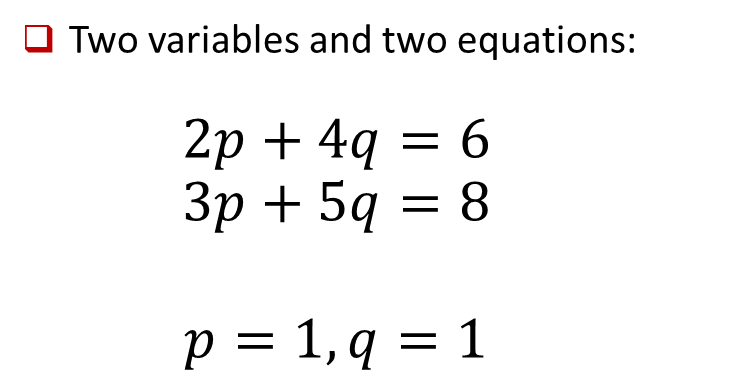 ❑ Two variables and two equations:
2p + 4q = 6
3p + 5q = 8
p = 1, q = 1